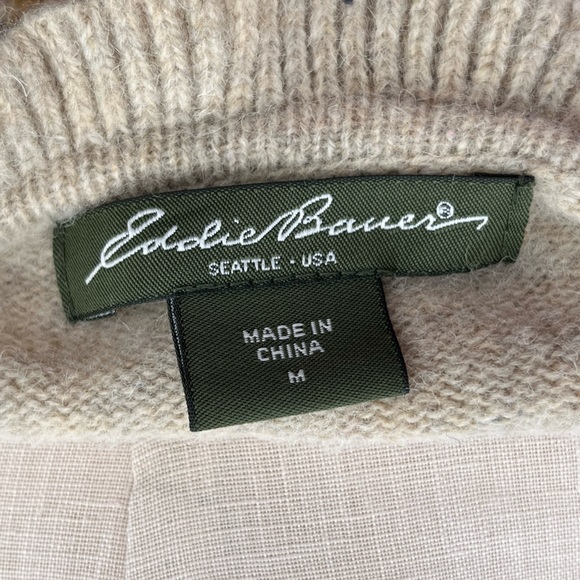 Eddie Bauer®
SEATTLE · USA
MADE IN
CHINA
M